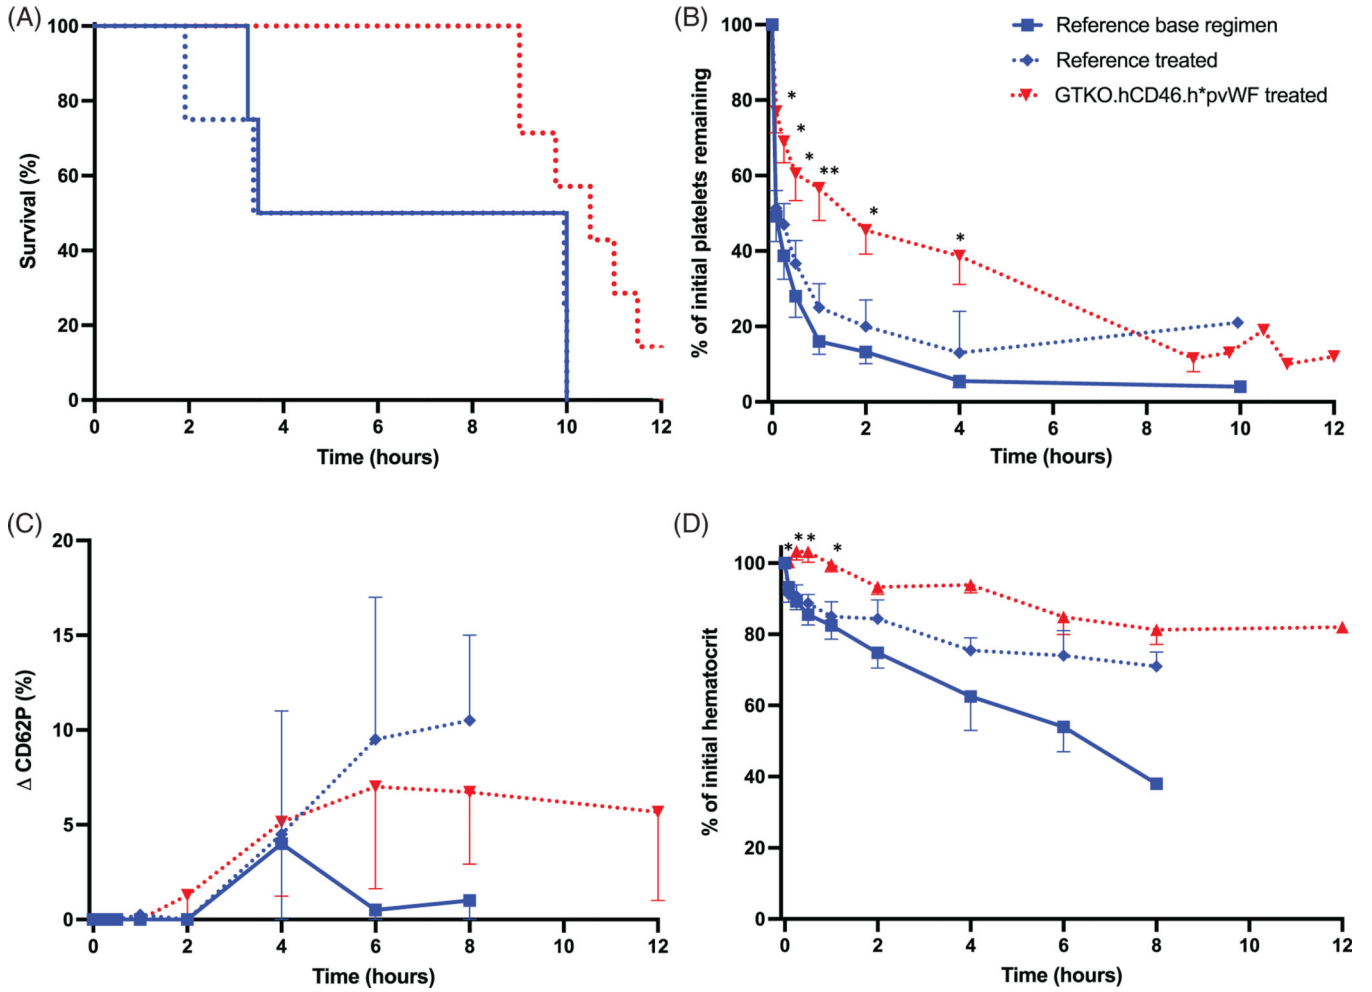 (A)
100
80
60
40
20
0
Survival (%)
0 2 4 6 8 10 12
Time (hours)
(B)
100
80
60
40
20
0
% of initial platelets remaining
* * * ** * *
0 2 4 6 8 10 12
Time (hours)
Reference base regimen
Reference treated
GTKO.hCD46.h*pvWF treated
(C)
20
15
10
5
0
Δ CD62P (%)
0 2 4 6 8 10 12
Time (hours)
(D)
100
80
60
40
20
0
% of initial hematocrit
* * * *
0 2 4 6 8 10 12
Time (hours)